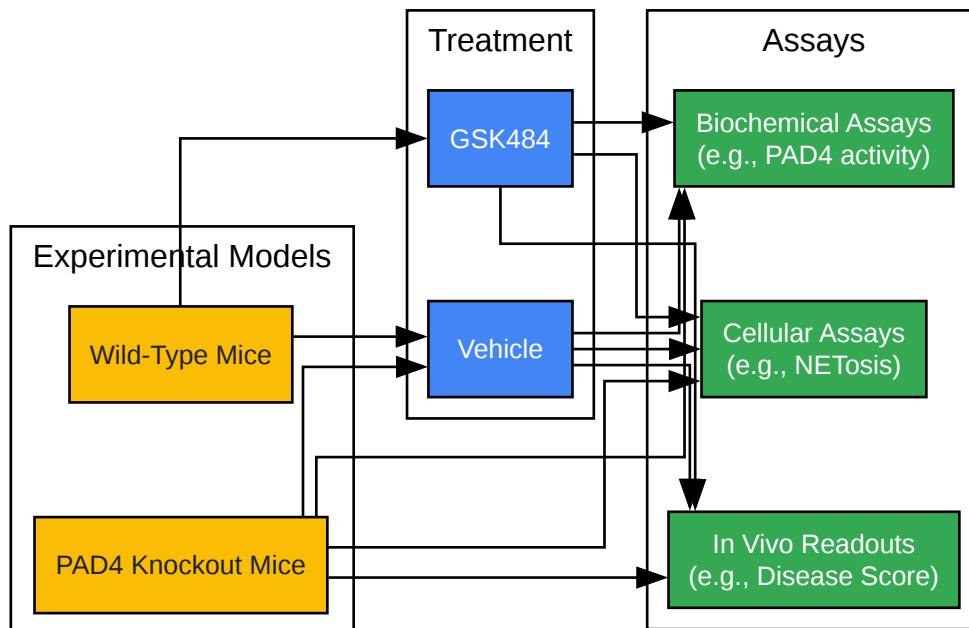 Treatment
Assays
GSK484
Biochemical Assays
(e.g., PAD4 activity)
Experimental Models
Wild-Type Mice
Vehicle
Cellular Assays
(e.g., NETosis)
PAD4 Knockout Mice
In Vivo Readouts
(e.g., Disease Score)